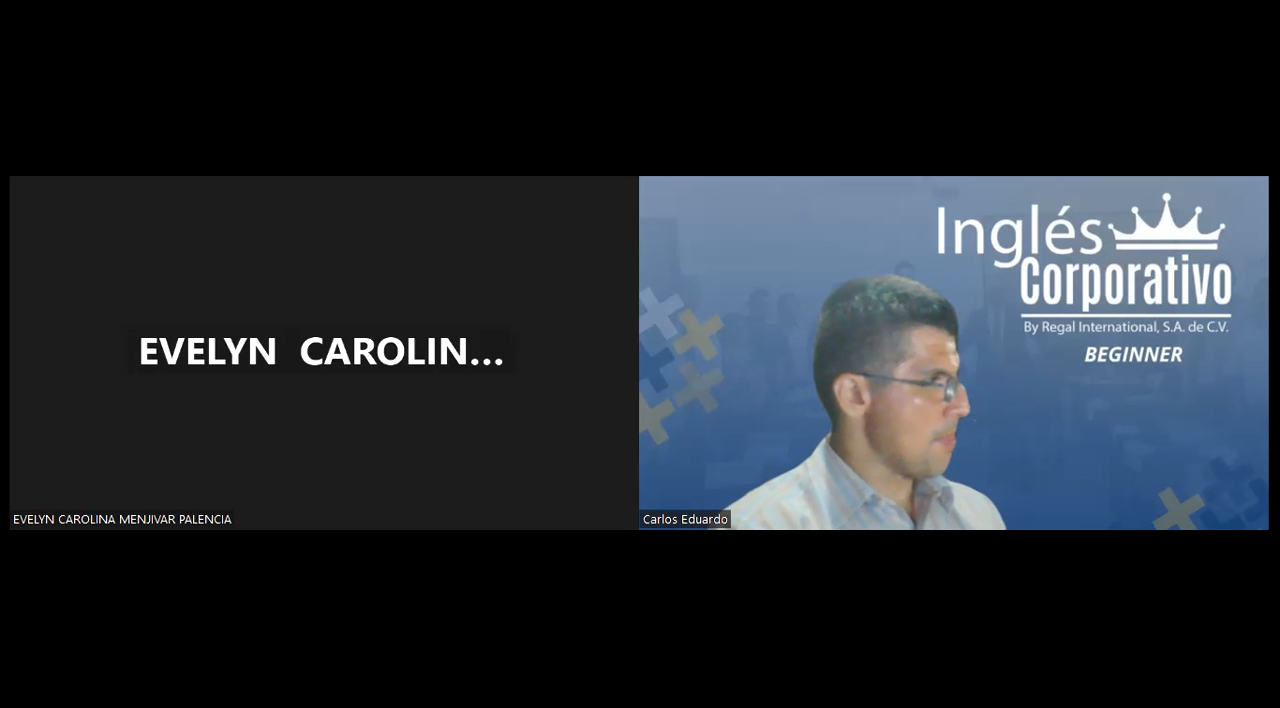 EVELYN CAROLIN...
EVELYN CAROLINA MENJIVAR PALENCIA
Inglés
Corporativo
By Regal International, S.A. de C.V.
BEGINNER
Carlos Eduardo